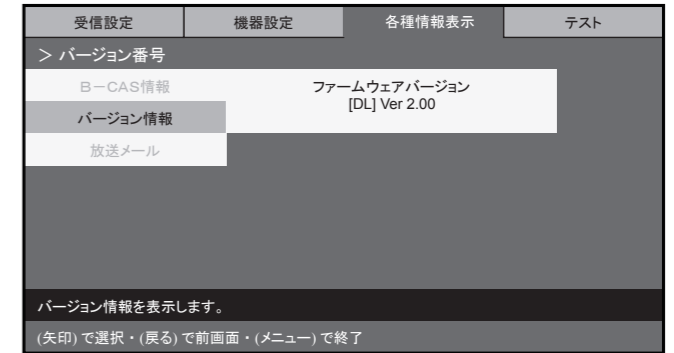 受信設定 機器設定 各種情報表示 テスト
＞ バージョン番号
B－CAS情報
ファームウェアバージョン
[DL] Ver 2.00
バージョン情報
放送メール
バージョン情報を表示します。
(矢印) で選択・(戻る) で前画面・(メニュー) で終了